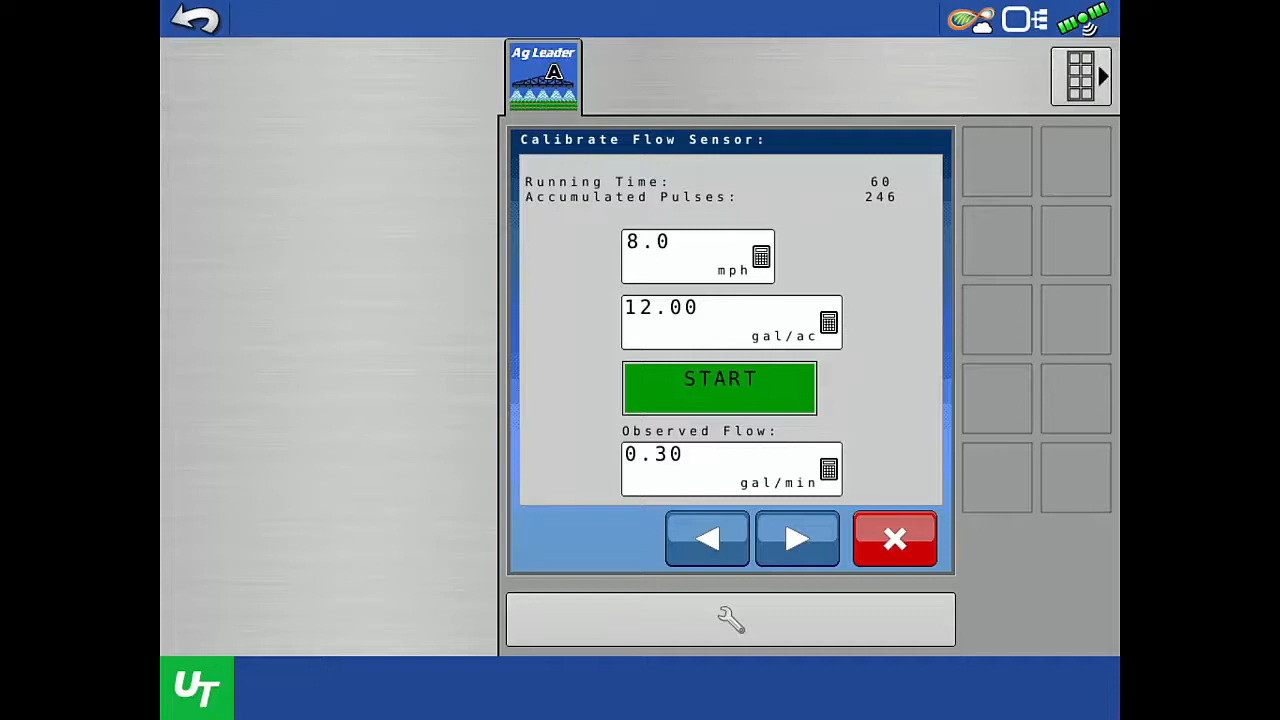 Ag Leader
A
Calibrate Flow Sensor:
Running Time: 60
Accumulated Pulses: 246
8.0
mph
12.00
gal/ac
START
Observed Flow:
0.30
gal/min
UT